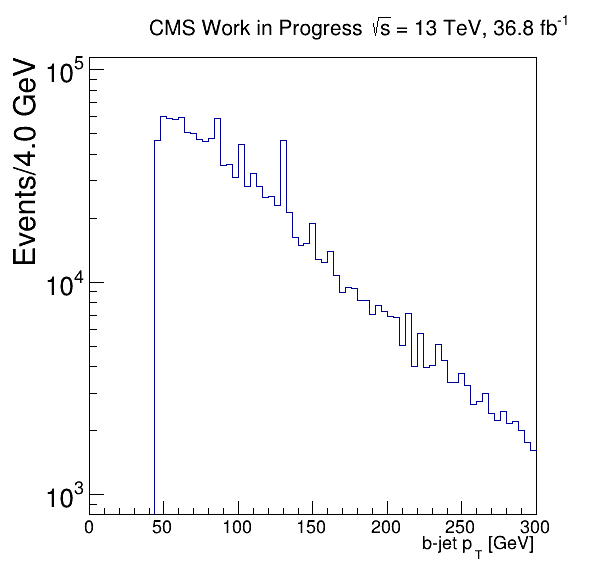 CMS Work in Progress √s = 13 TeV, 36.8 fb⁻¹
Events/4.0 GeV
10⁵
10⁴
10³
0 50 100 150 200 250 300
b-jet p_T [GeV]